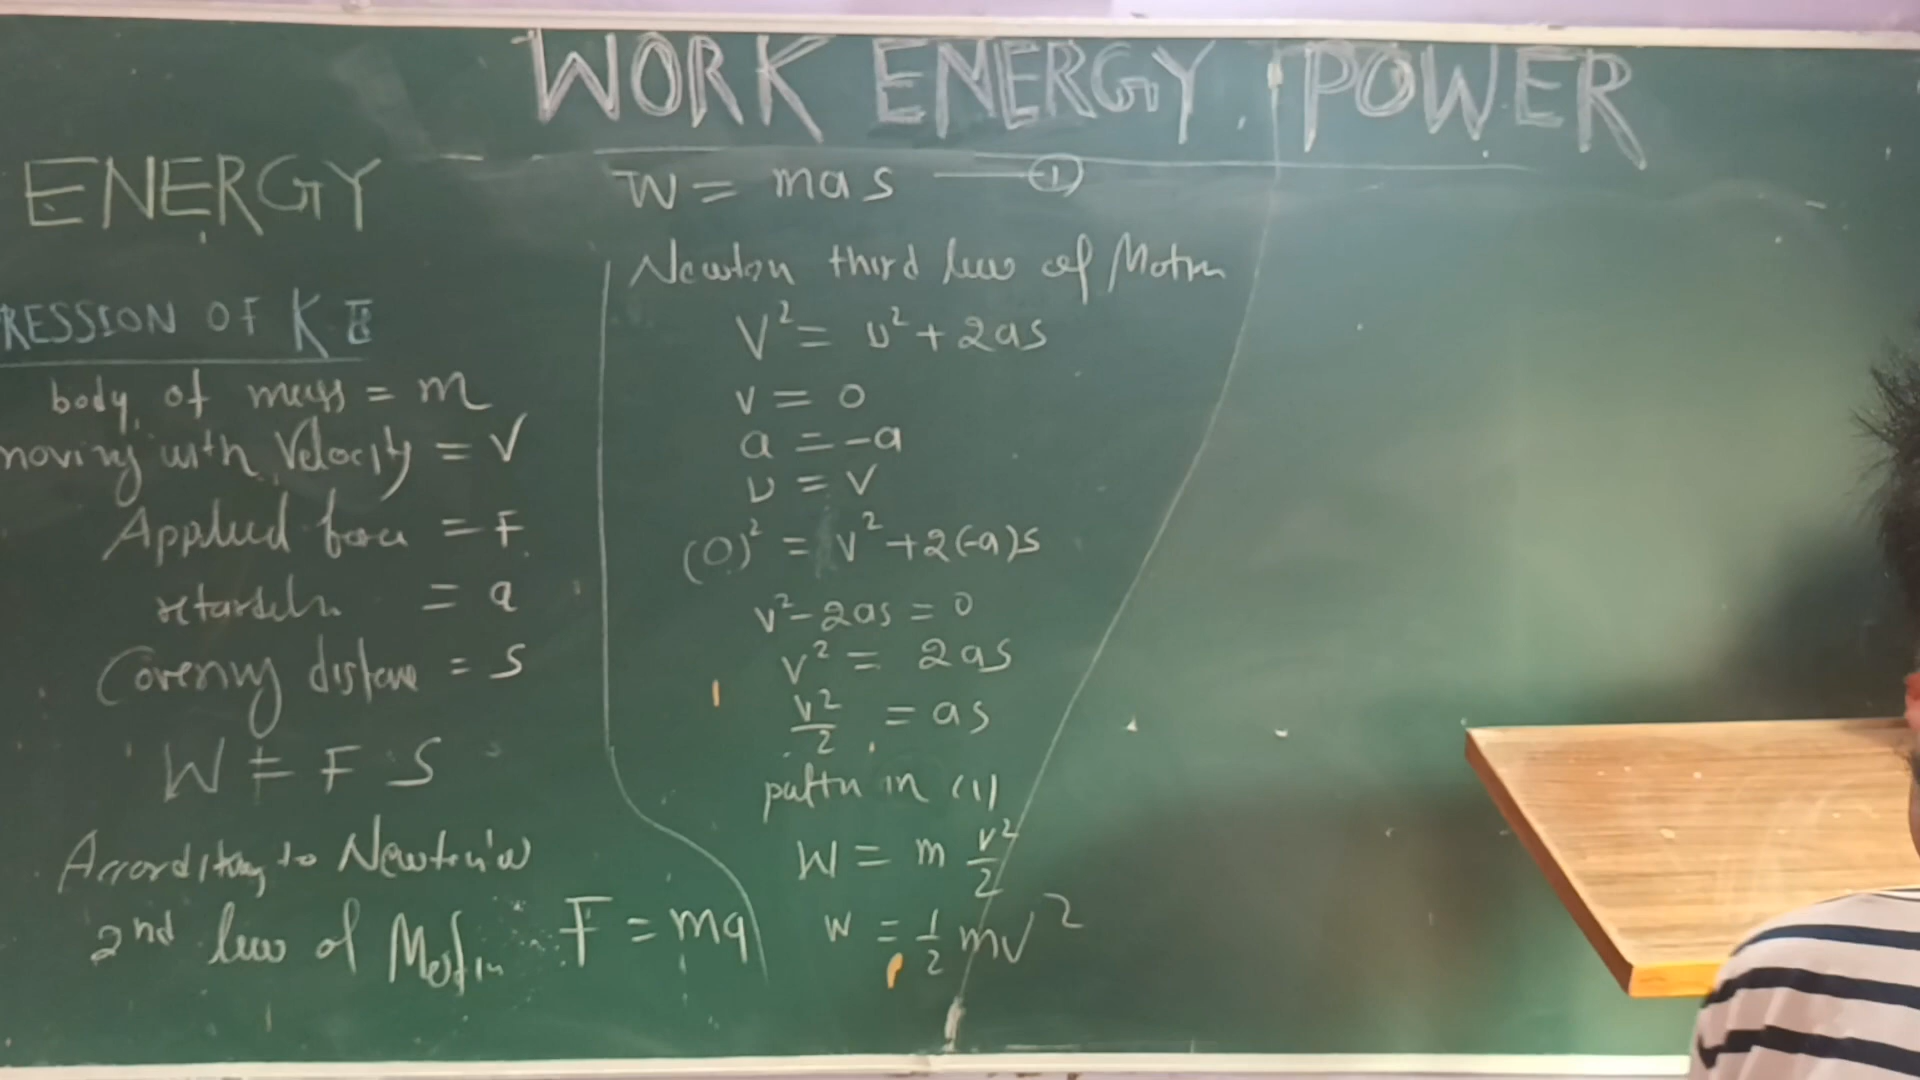 WORK ENERGY, POWER
ENERGY
RESSION OF K E
body of mass = m
moving with Velocity = V
Applied force = F
= a
Covering distance = S
W = F S
According to Newton's
2nd law of Motion F = ma
W = mas ①
Newton third law of Motion
V² = u² + 2as
v = 0
a = -a
u = V
(0)² = V² + 2(-a)s
v² - 2as = 0
v² = 2as
v²/2 = as
in (1)
W = m v²/2
W = 1/2 mv²